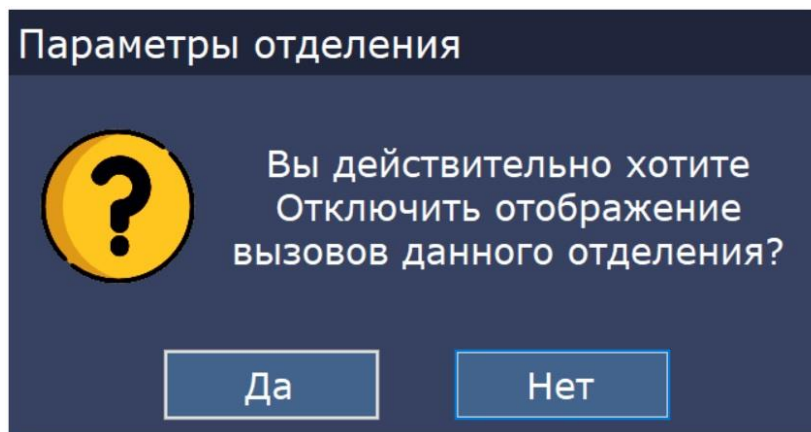 Параметры отделения
Вы действительно хотите
Отключить отображение
вызовов данного отделения?
Да
Нет